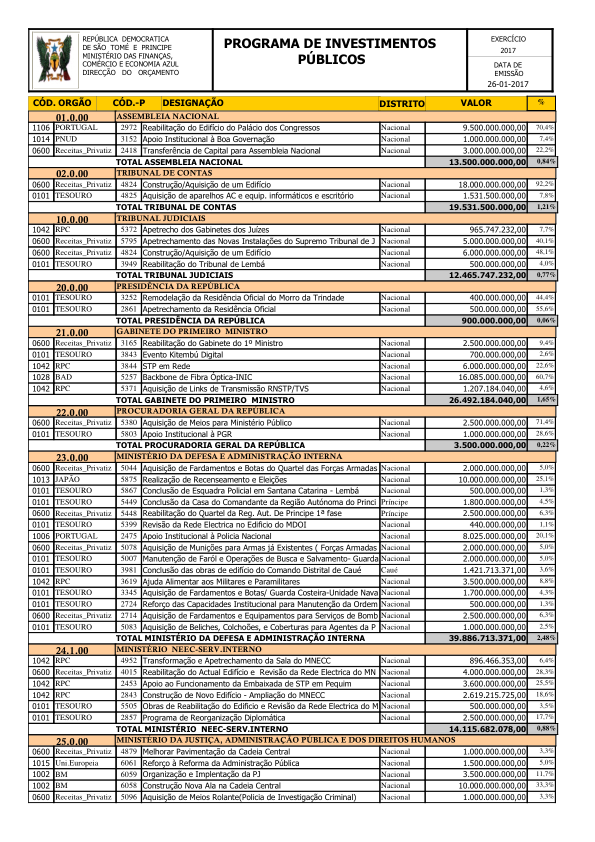 REPÚBLICA DEMOCRATICA
DE SÃO TOMÉ E PRINCIPE
MINISTÉRIO DAS FINANÇAS,
COMÉRCIO E ECONOMIA AZUL
DIRECÇÃO DO ORÇAMENTO
PROGRAMA DE INVESTIMENTOS
PÚBLICOS
EXERCÍCIO
2017
DATA DE
EMISSÃO
26-01-2017
CÓD. ORGÃO CÓD.-P DESIGNAÇÃO DISTRITO VALOR %
01.0.00 ASSEMBLEIA NACIONAL
1106 PORTUGAL 2972 Reabilitação do Edifício do Palácio dos Congressos Nacional 9.500.000.000,00 70,4%
1014 PNUD 3152 Apoio Institucional à Boa Governação Nacional 1.000.000.000,00 7,4%
0600 Receitas_Privatiz 2418 Transferência de Capital para Assembleia Nacional Nacional 3.000.000.000,00 22,2%
TOTAL ASSEMBLEIA NACIONAL 13.500.000.000,00 0,84%
02.0.00 TRIBUNAL DE CONTAS
0600 Receitas_Privatiz 4824 Construção/Aquisição de um Edifício Nacional 18.000.000.000,00 92,2%
0101 TESOURO 4825 Aquisição de aparelhos AC e equip. informáticos e escritório Nacional 1.531.500.000,00 7,8%
TOTAL TRIBUNAL DE CONTAS 19.531.500.000,00 1,21%
10.0.00 TRIBUNAL JUDICIAIS
1042 RPC 5372 Apetrecho dos Gabinetes dos Juízes Nacional 965.747.232,00 7,7%
0600 Receitas_Privatiz 5795 Apetrechamento das Novas Instalações do Supremo Tribunal de J Nacional 5.000.000.000,00 40,1%
0600 Receitas_Privatiz 4824 Construção/Aquisição de um Edifício Nacional 6.000.000.000,00 48,1%
0101 TESOURO 3949 Reabilitação do Tribunal de Lembá Nacional 500.000.000,00 4,0%
TOTAL TRIBUNAL JUDICIAIS 12.465.747.232,00 0,77%
20.0.00 PRESIDÊNCIA DA REPÚBLICA
0101 TESOURO 3252 Remodelação da Residência Oficial do Morro da Trindade Nacional 400.000.000,00 44,4%
0101 TESOURO 2861 Apetrechamento da Residência Oficial Nacional 500.000.000,00 55,6%
TOTAL PRESIDÊNCIA DA REPÚBLICA 900.000.000,00 0,06%
21.0.00 GABINETE DO PRIMEIRO MINISTRO
0600 Receitas_Privatiz 3165 Reabilitação do Gabinete do 1º Ministro Nacional 2.500.000.000,00 9,4%
0101 TESOURO 3843 Evento Kitembú Digital Nacional 700.000.000,00 2,6%
1042 RPC 3844 STP em Rede Nacional 6.000.000.000,00 22,6%
1028 BAD 5257 Backbone de Fibra Óptica-INIC Nacional 16.085.000.000,00 60,7%
1042 RPC 5371 Aquisição de Links de Transmissão RNSTP/TVS Nacional 1.207.184.040,00 4,6%
TOTAL GABINETE DO PRIMEIRO MINISTRO 26.492.184.040,00 1,65%
22.0.00 PROCURADORIA GERAL DA REPÚBLICA
0600 Receitas_Privatiz 5380 Aquisição de Meios para Ministério Público Nacional 2.500.000.000,00 71,4%
0101 TESOURO 5803 Apoio Institucional à PGR Nacional 1.000.000.000,00 28,6%
TOTAL PROCURADORIA GERAL DA REPÚBLICA 3.500.000.000,00 0,22%
23.0.00 MINISTÉRIO DA DEFESA E ADMINISTRAÇÃO INTERNA
0600 Receitas_Privatiz 5044 Aquisição de Fardamentos e Botas do Quartel das Forças Armadas Nacional 2.000.000.000,00 5,0%
1013 JAPÃO 5875 Realização de Recenseamento e Eleições Nacional 10.000.000.000,00 25,1%
0101 TESOURO 5867 Conclusão de Esquadra Policial em Santana Catarina - Lembá Nacional 500.000.000,00 1,3%
0101 TESOURO 5449 Conclusão da Casa do Comandante da Região Autónoma do Princi Príncipe 1.800.000.000,00 4,5%
0600 Receitas_Privatiz 5448 Reabilitação do Quartel da Reg. Aut. De Principe 1ª fase Príncipe 2.500.000.000,00 6,3%
0101 TESOURO 5399 Revisão da Rede Electrica no Edificio do MDOI Nacional 440.000.000,00 1,1%
1006 PORTUGAL 2475 Apoio Institucional à Policia Nacional Nacional 8.025.000.000,00 20,1%
0600 Receitas_Privatiz 5078 Aquisição de Munições para Armas já Existentes ( Forças Armadas Nacional 2.000.000.000,00 5,0%
0101 TESOURO 5007 Manutenção de Faról e Operações de Busca e Salvamento- Guarda Nacional 2.000.000.000,00 5,0%
0101 TESOURO 3981 Conclusão das obras de edifício do Comando Distrital de Caué Caué 1.421.713.371,00 3,6%
1042 RPC 3619 Ajuda Alimentar aos Militares e Paramilitares Nacional 3.500.000.000,00 8,8%
0101 TESOURO 3345 Aquisição de Fardamentos e Botas/ Guarda Costeira-Unidade Nava Nacional 1.700.000.000,00 4,3%
0101 TESOURO 2724 Reforço das Capacidades Institucional para Manutenção da Ordem Nacional 500.000.000,00 1,3%
0600 Receitas_Privatiz 2714 Aquisição de Fardamentos e Equipamentos para Serviços de Bomb Nacional 2.500.000.000,00 6,3%
0101 TESOURO 5083 Aquisição de Beliches, Colchoões, e Coberturas para Agentes da P Nacional 1.000.000.000,00 2,5%
TOTAL MINISTÉRIO DA DEFESA E ADMINISTRAÇÃO INTERNA 39.886.713.371,00 2,48%
24.1.00 MINISTÉRIO NEEC-SERV.INTERNO
1042 RPC 4952 Transformação e Apetrechamento da Sala do MNECC Nacional 896.466.353,00 6,4%
0600 Receitas_Privatiz 4015 Reabilitação do Actual Edifício e Revisão da Rede Electrica do MN Nacional 4.000.000.000,00 28,3%
1042 RPC 2453 Apoio ao Funcionamento da Embaixada de STP em Pequim Nacional 3.600.000.000,00 25,5%
1042 RPC 2843 Construção de Novo Edifício - Ampliação do MNECC Nacional 2.619.215.725,00 18,6%
0101 TESOURO 5505 Obras de Reabilitação do Edifício e Revisão da Rede Electrica do M Nacional 500.000.000,00 3,5%
0101 TESOURO 2857 Programa de Reorganização Diplomática Nacional 2.500.000.000,00 17,7%
TOTAL MINISTÉRIO NEEC-SERV.INTERNO 14.115.682.078,00 0,88%
25.0.00 MINISTÉRIO DA JUSTIÇA, ADMINISTRAÇÃO PÚBLICA E DOS DIREITOS HUMANOS
0600 Receitas_Privatiz 4879 Melhorar Pavimentação da Cadeia Central Nacional 1.000.000.000,00 3,3%
1015 Uni.Europeia 6061 Reforço à Reforma da Administração Pública Nacional 1.500.000.000,00 5,0%
1002 BM 6059 Organização e Implentação da PJ Nacional 3.500.000.000,00 11,7%
1002 BM 6058 Construção Nova Ala na Cadeia Central Nacional 10.000.000.000,00 33,3%
0600 Receitas_Privatiz 5096 Aquisição de Meios Rolante(Policia de Investigação Criminal) Nacional 1.000.000.000,00 3,3%